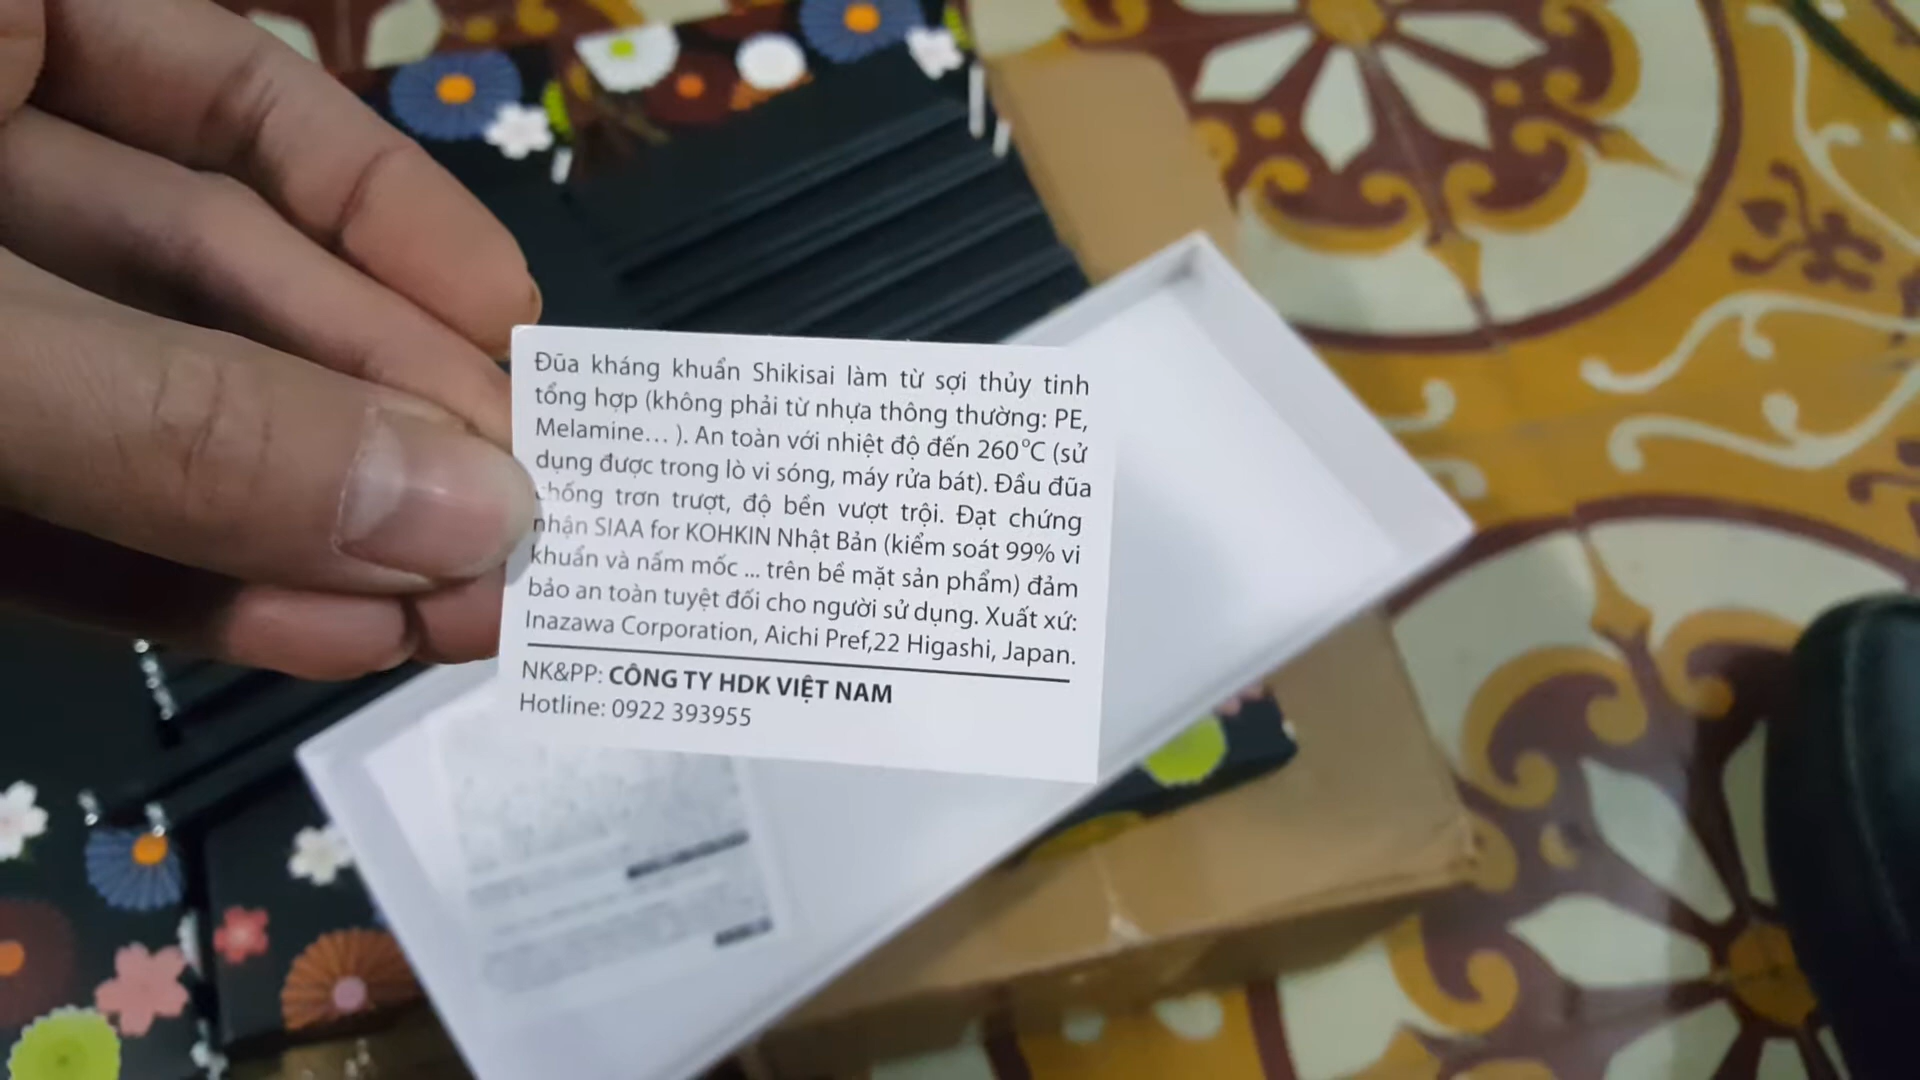 Đũa kháng khuẩn Shikisai làm từ sợi thủy tinh
tổng hợp (không phải từ nhựa thông thường: PE,
Melamine… ). An toàn với nhiệt độ đến 260°C (sử
dụng được trong lò vi sóng, máy rửa bát). Đầu đũa
chống trơn trượt, độ bền vượt trội. Đạt chứng
nhận SIAA for KOHKIN Nhật Bản (kiểm soát 99% vi
khuẩn và nấm mốc ... trên bề mặt sản phẩm) đảm
bảo an toàn tuyệt đối cho người sử dụng. Xuất xứ:
Inazawa Corporation, Aichi Pref,22 Higashi, Japan.
NK&PP: CÔNG TY HDK VIỆT NAM
Hotline: 0922 393955